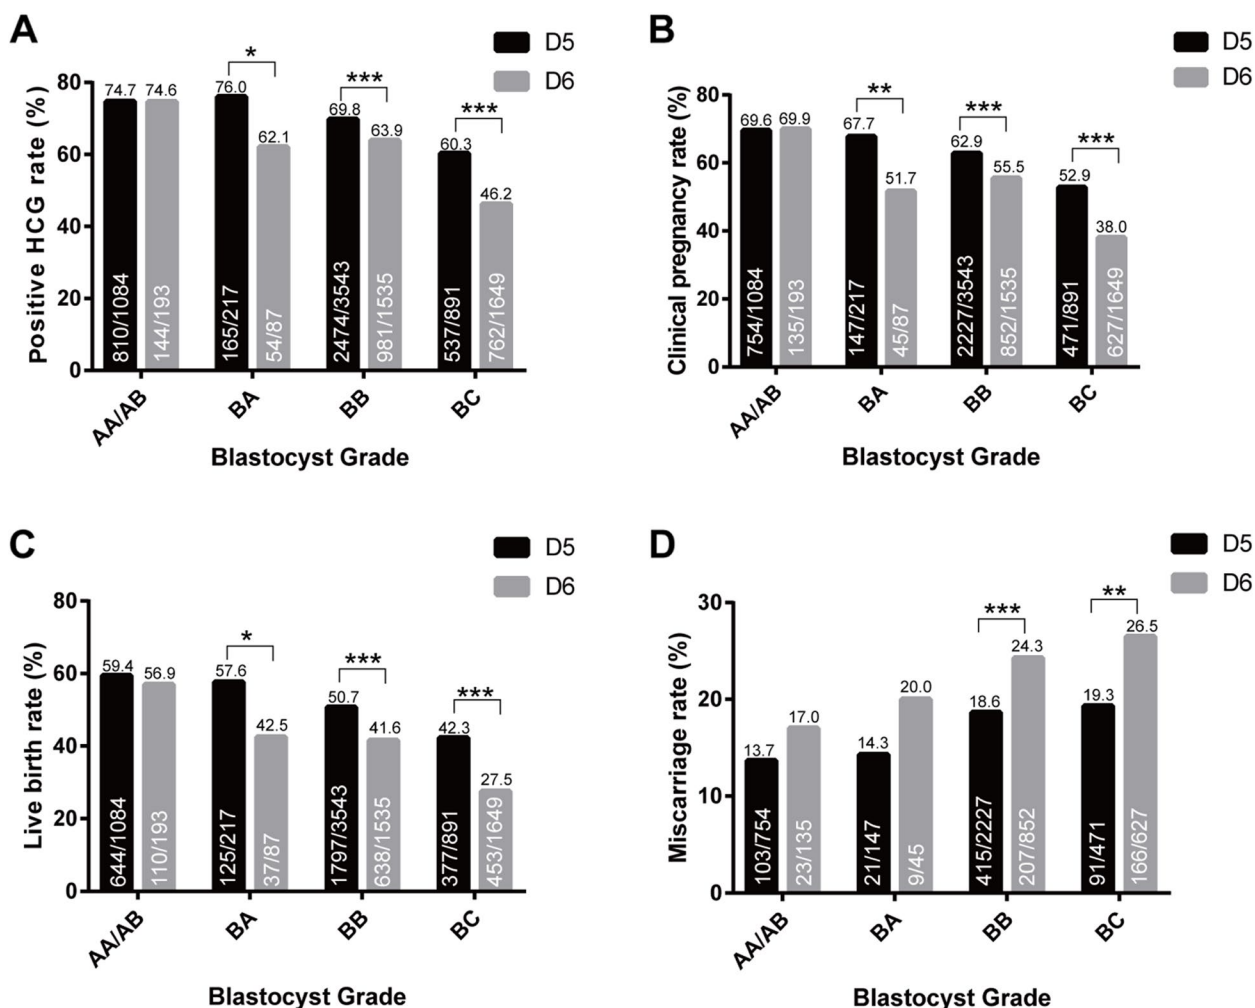 A
D5
D6
Positive HCG rate (%)
80
60
40
20
0
74.7
74.6
76.0
62.1
69.8
63.9
60.3
46.2
*
***
***
810/1084
144/193
165/217
54/87
2474/3543
981/1535
537/891
762/1649
AA/AB
BA
BB
BC
Blastocyst Grade
B
D5
D6
Clinical pregnancy rate (%)
80
60
40
20
0
69.6
69.9
67.7
51.7
62.9
55.5
52.9
38.0
**
***
***
754/1084
135/193
147/217
45/87
2227/3543
852/1535
471/891
627/1649
AA/AB
BA
BB
BC
Blastocyst Grade
C
D5
D6
Live birth rate (%)
80
60
40
20
0
59.4
56.9
57.6
42.5
50.7
41.6
42.3
27.5
*
***
***
644/1084
110/193
125/217
37/87
1797/3543
638/1535
377/891
453/1649
AA/AB
BA
BB
BC
Blastocyst Grade
D
D5
D6
Miscarriage rate (%)
30
20
10
0
13.7
17.0
14.3
20.0
18.6
24.3
19.3
26.5
***
**
103/754
23/135
21/147
9/45
415/2227
207/852
91/471
166/627
AA/AB
BA
BB
BC
Blastocyst Grade